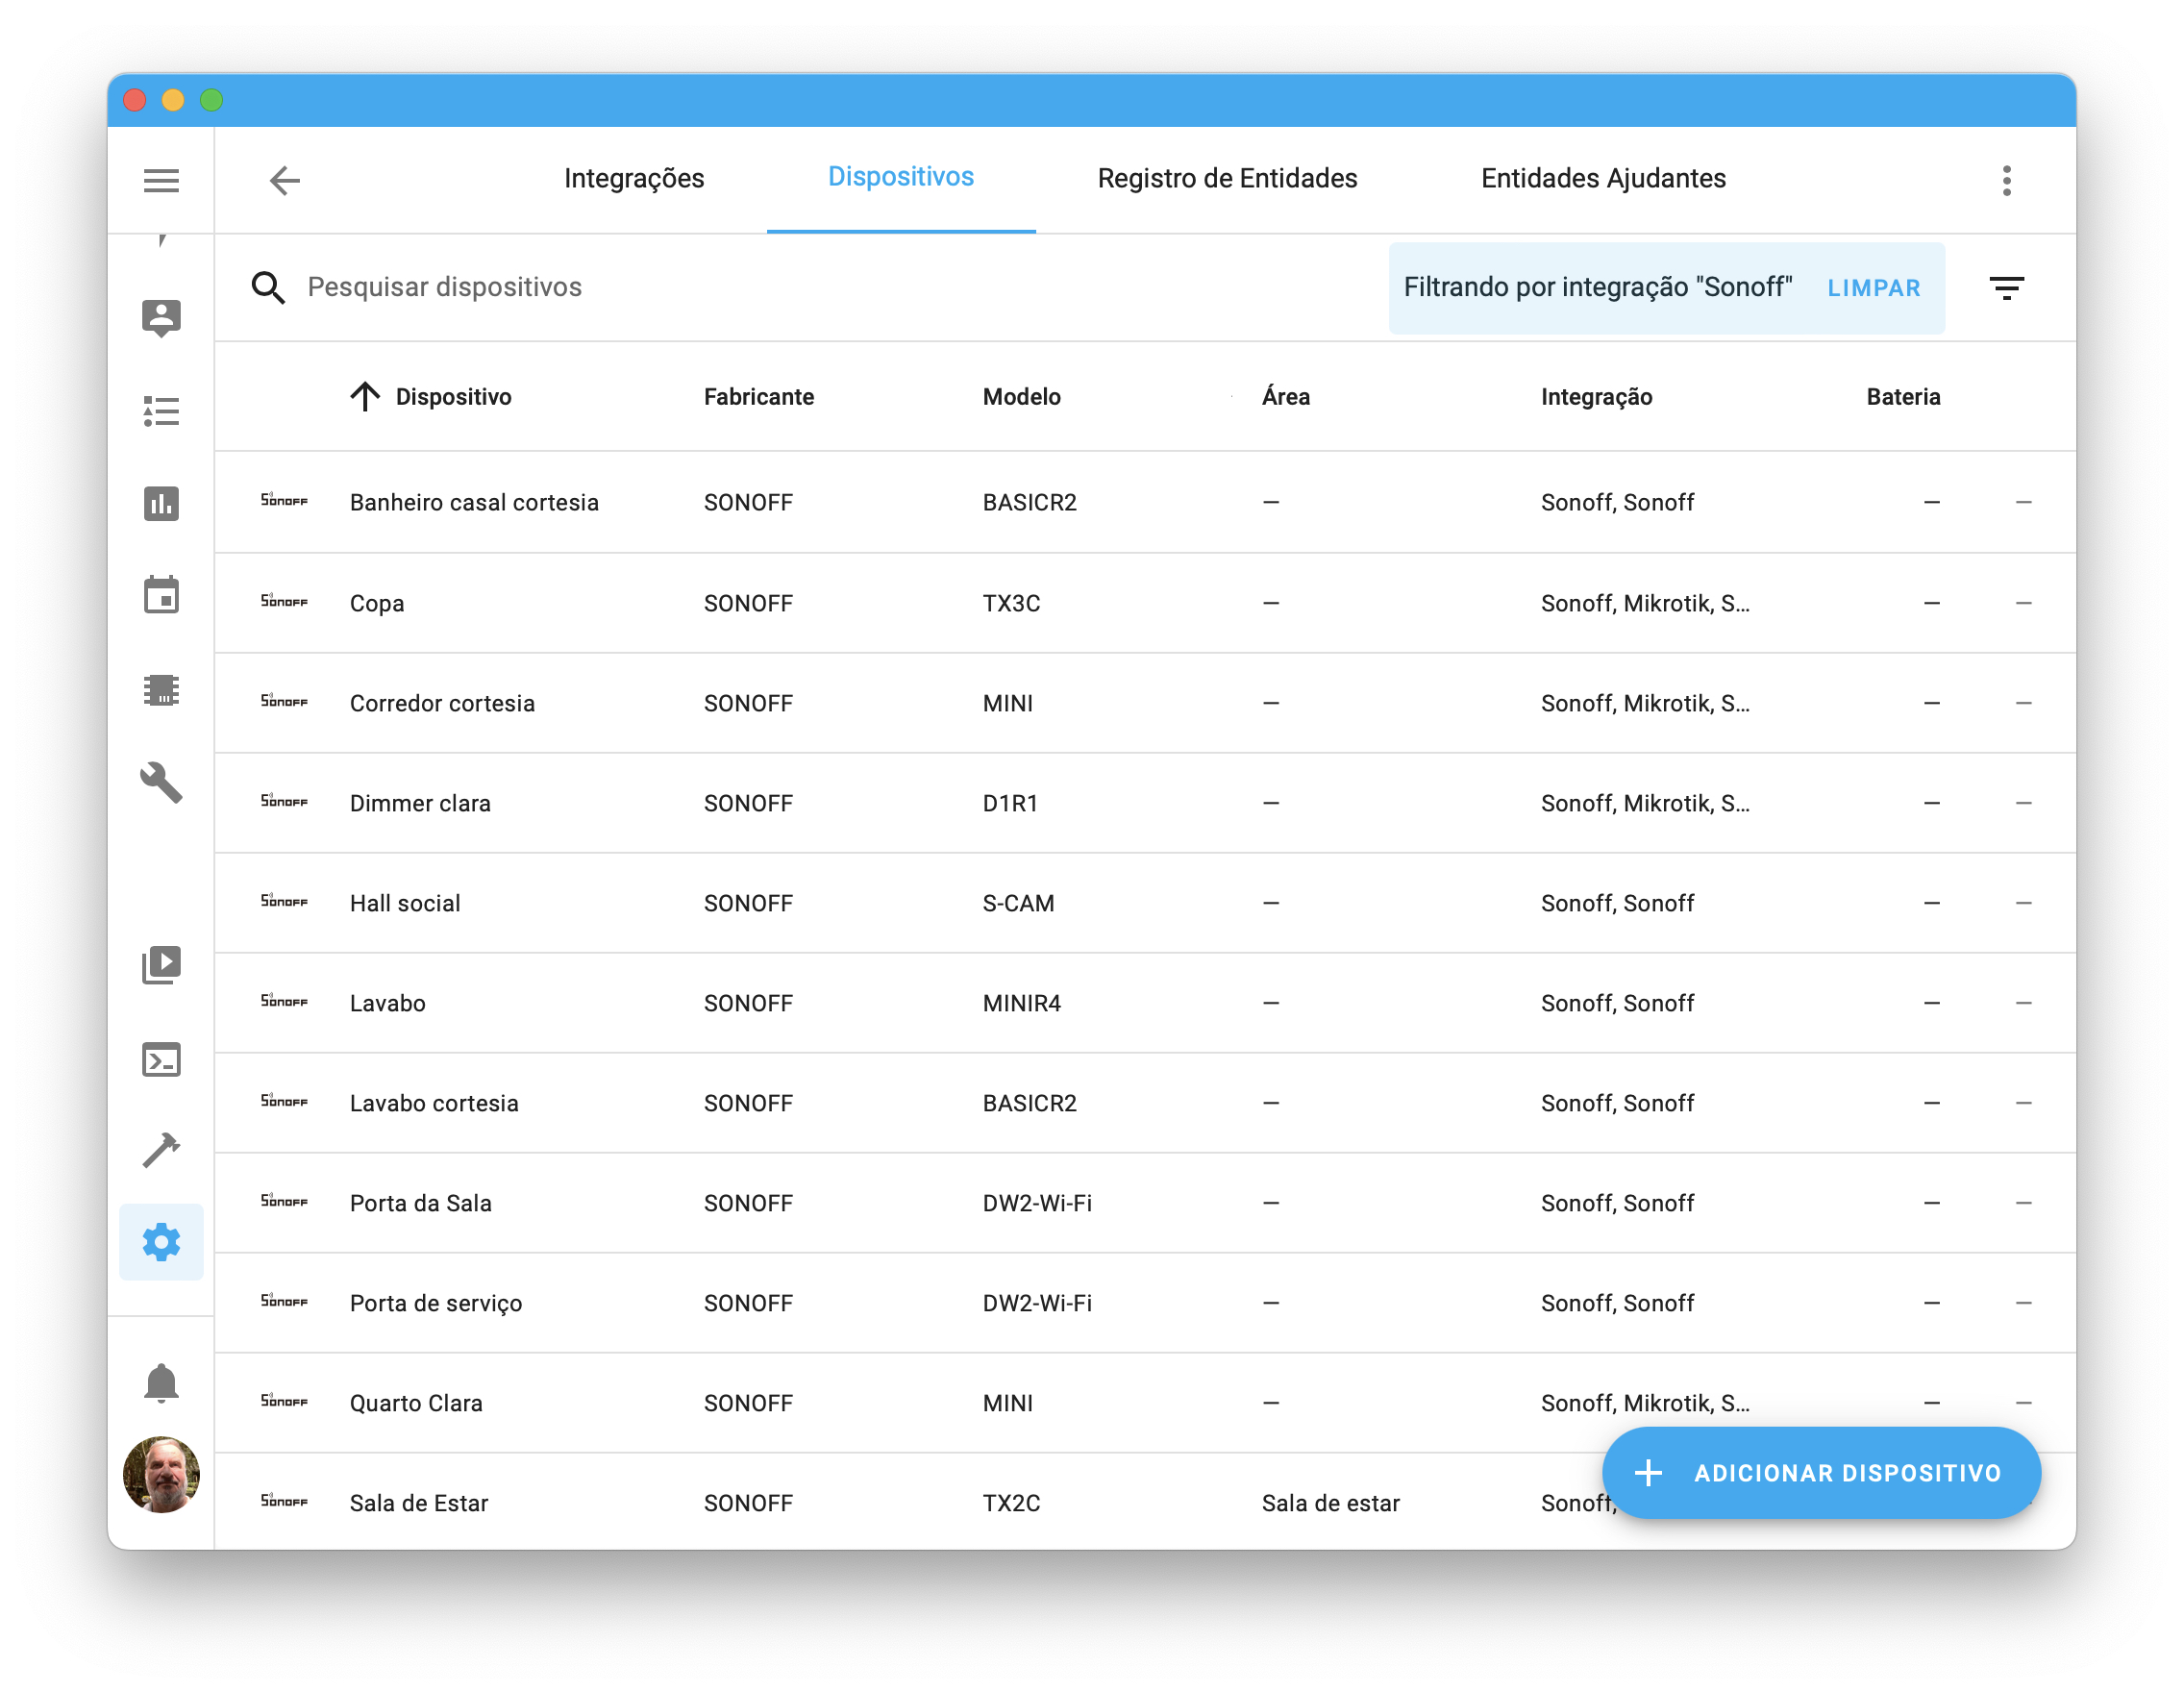 Integrações Dispositivos Registro de Entidades Entidades Ajudantes
Pesquisar dispositivos Filtrando por integração "Sonoff" LIMPAR
Dispositivo Fabricante Modelo Área Integração Bateria
SONOFF Banheiro casal cortesia SONOFF BASICR2 — Sonoff, Sonoff — —
SONOFF Copa SONOFF TX3C — Sonoff, Mikrotik, S... — —
SONOFF Corredor cortesia SONOFF MINI — Sonoff, Mikrotik, S... — —
SONOFF Dimmer clara SONOFF D1R1 — Sonoff, Mikrotik, S... — —
SONOFF Hall social SONOFF S-CAM — Sonoff, Sonoff — —
SONOFF Lavabo SONOFF MINIR4 — Sonoff, Sonoff — —
SONOFF Lavabo cortesia SONOFF BASICR2 — Sonoff, Sonoff — —
SONOFF Porta da Sala SONOFF DW2-Wi-Fi — Sonoff, Sonoff — —
SONOFF Porta de serviço SONOFF DW2-Wi-Fi — Sonoff, Sonoff — —
SONOFF Quarto Clara SONOFF MINI — Sonoff, Mikrotik, S... — —
SONOFF Sala de Estar SONOFF TX2C Sala de estar Sonoff,
ADICIONAR DISPOSITIVO